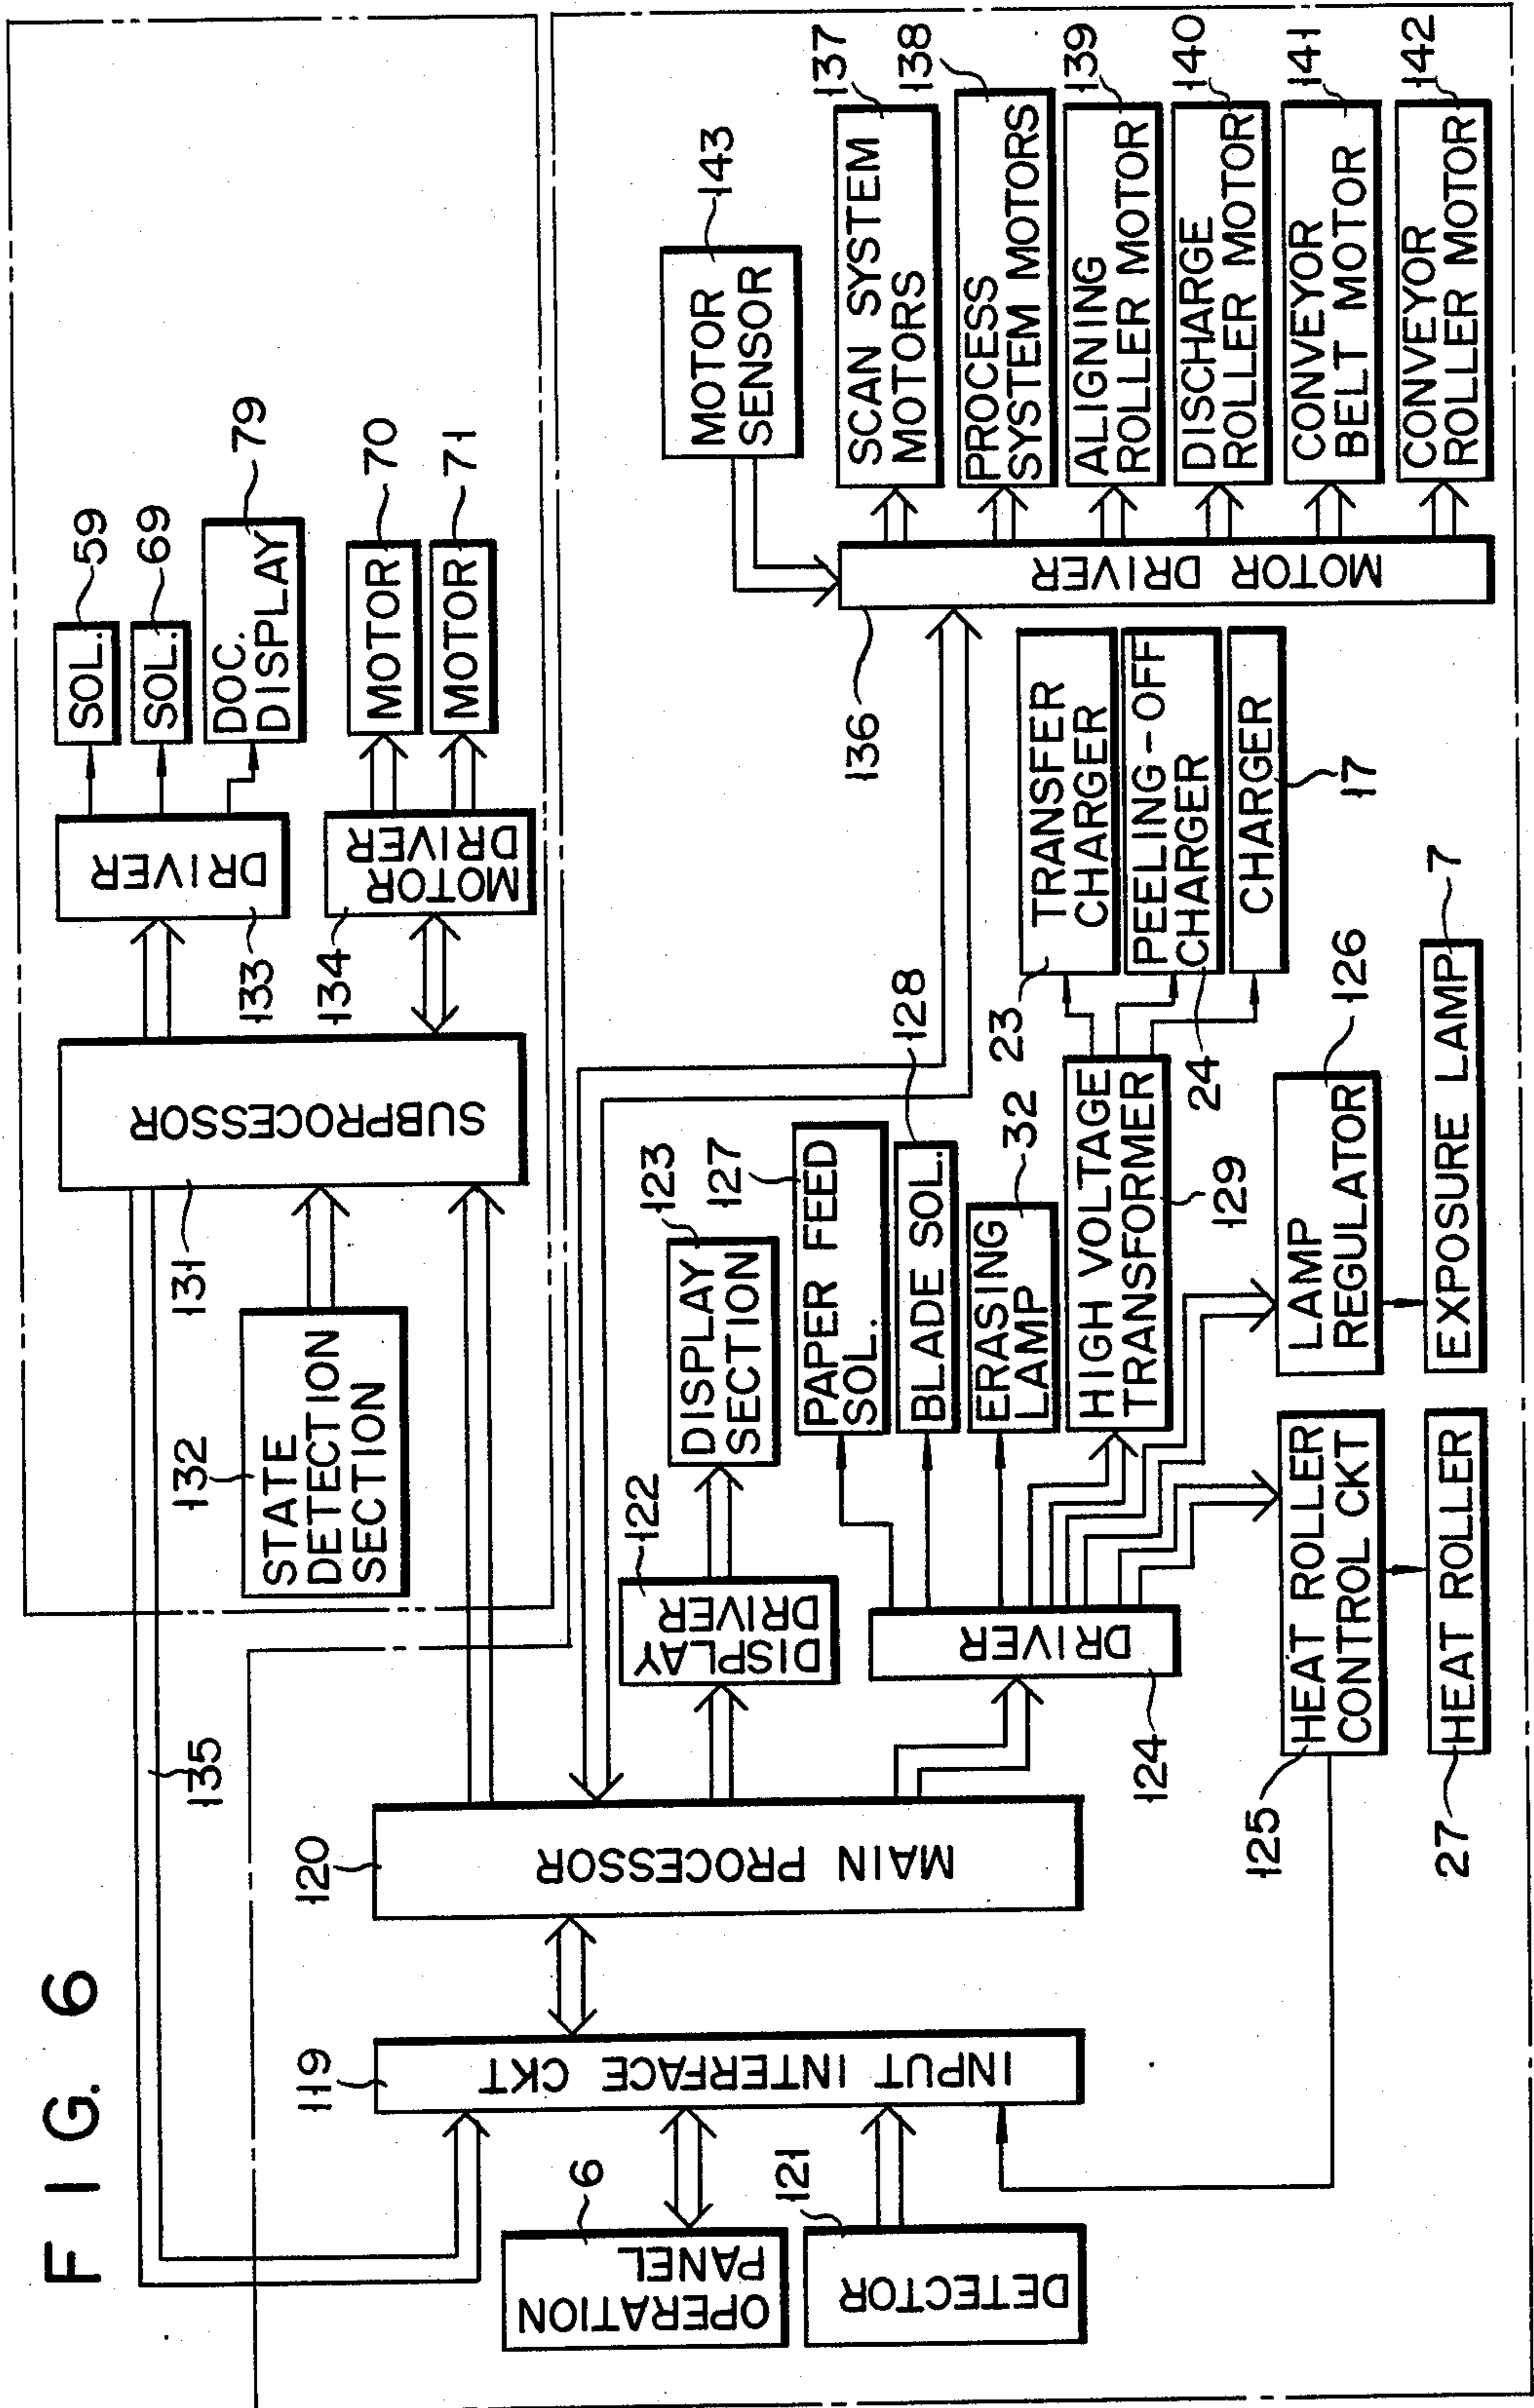 FIG. 6
135
131
SUBPROCESSOR
132
STATE
DETECTION
SECTION
133
DRIVER
SOL.
59
SOL.
69
DOC.
DISPLAY
79
134
MOTOR
DRIVER
MOTOR
70
MOTOR
71
6
OPERATION
PANEL
121
DETECTOR
119
INPUT INTERFACE CKT
120
MAIN PROCESSOR
122
DISPLAY
DRIVER
123
DISPLAY
SECTION
124
DRIVER
127
PAPER FEED
SOL.
128
BLADE SOL.
32
ERASING
LAMP
129
HIGH VOLTAGE
TRANSFORMER
23
TRANSFER
CHARGER
24
PEELING-OFF
CHARGER
17
CHARGER
125
HEAT ROLLER
CONTROL CKT
27
HEAT ROLLER
126
LAMP
REGULATOR
7
EXPOSURE LAMP
136
MOTOR DRIVER
143
MOTOR
SENSOR
137
SCAN SYSTEM
MOTORS
138
PROCESS
SYSTEM MOTORS
139
ALIGNING
ROLLER MOTOR
140
DISCHARGE
ROLLER MOTOR
141
CONVEYOR
BELT MOTOR
142
CONVEYOR
ROLLER MOTOR